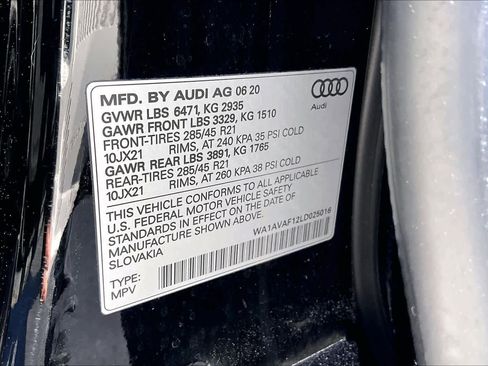 MFD. BY AUDI AG 06 20
GVWR LBS 6471, KG 2935
GAWR FRONT LBS 3329, KG 1510
FRONT-TIRES 285/45 R21
10JX21 RIMS, AT 240 KPA 35 PSI COLD
GAWR REAR LBS 3891, KG 1765
REAR-TIRES 285/45 R21
10JX21 RIMS, AT 260 KPA 38 PSI COLD
THIS VEHICLE CONFORMS TO ALL APPLICABLE
U.S. FEDERAL MOTOR VEHICLE SAFETY
STANDARDS IN EFFECT ON THE DATE OF
MANUFACTURE SHOWN ABOVE.
SLOVAKIA
WA1AVAF12LD025016
TYPE:
MPV
Audi